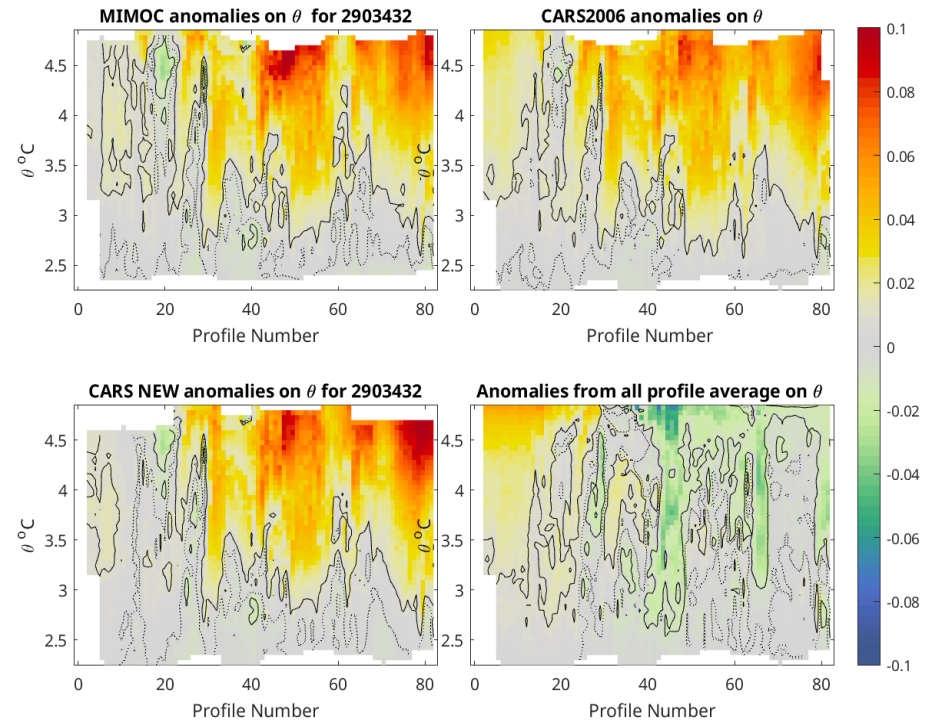 MIMOC anomalies on θ for 2903432
CARS2006 anomalies on θ
4.5
4
3.5
3
2.5
θ °C
0 20 40 60 80
Profile Number
4.5
4
3.5
3
2.5
θ °C
0 20 40 60 80
Profile Number
0.1
0.08
0.06
0.04
0.02
0
-0.02
-0.04
-0.06
-0.08
-0.1
CARS NEW anomalies on θ for 2903432
Anomalies from all profile average on θ
4.5
4
3.5
3
2.5
θ °C
0 20 40 60 80
Profile Number
4.5
4
3.5
3
2.5
θ °C
0 20 40 60 80
Profile Number